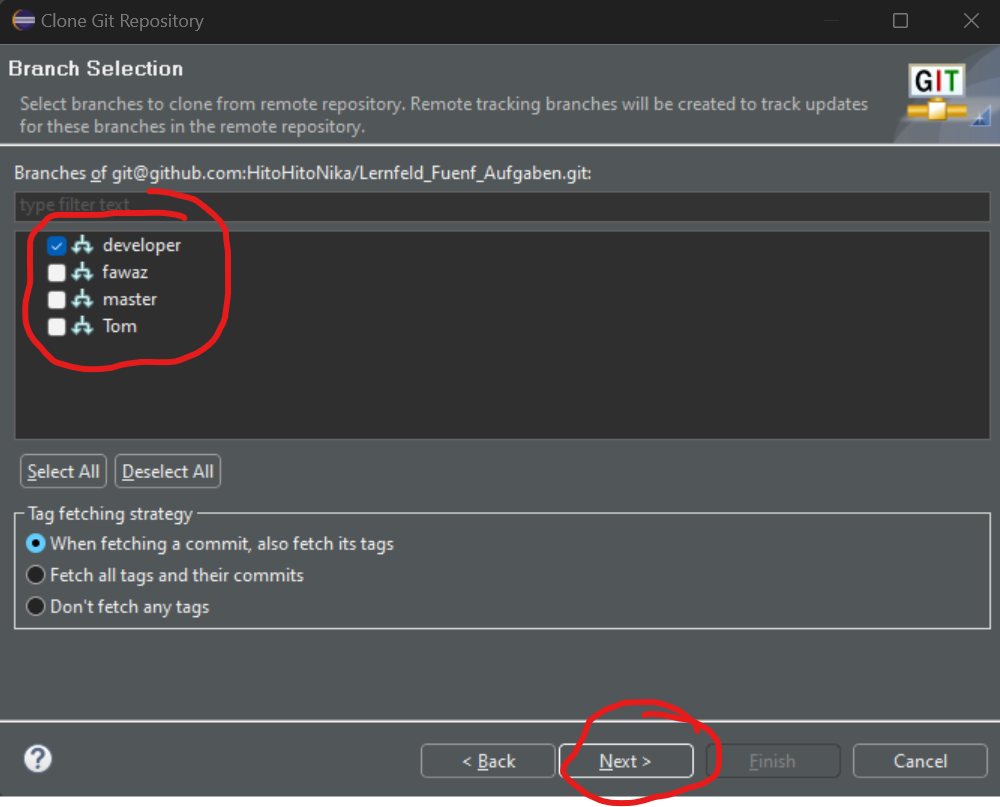 Clone Git Repository
Branch Selection
GIT
Select branches to clone from remote repository. Remote tracking branches will be created to track updates
for these branches in the remote repository.
Branches of git@github.com:HitoHitoNika/Lernfeld_Fuenf_Aufgaben.git:
type filter text
developer
fawaz
master
Tom
Select All Deselect All
Tag fetching strategy
When fetching a commit, also fetch its tags
Fetch all tags and their commits
Don't fetch any tags
? < Back Next > Finish Cancel